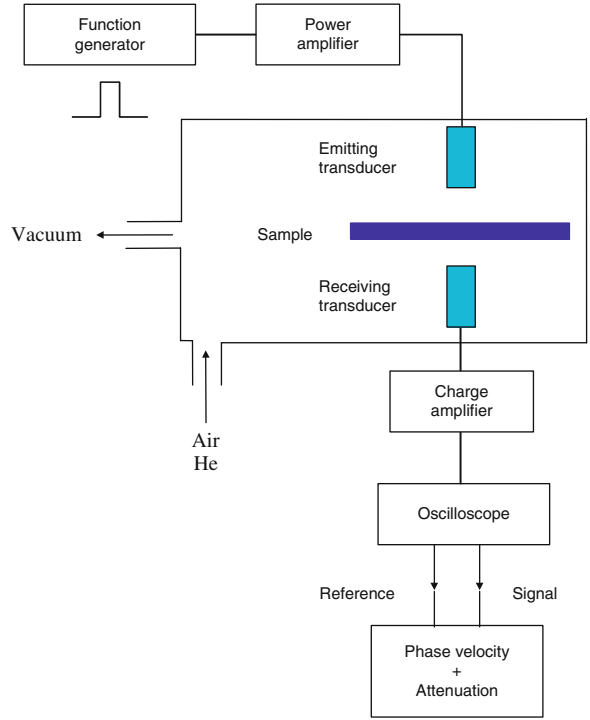 Function
generator
Power
amplifier
Emitting
transducer
Vacuum
Sample
Receiving
transducer
Air
He
Charge
amplifier
Oscilloscope
Reference
Signal
Phase velocity
+
Attenuation